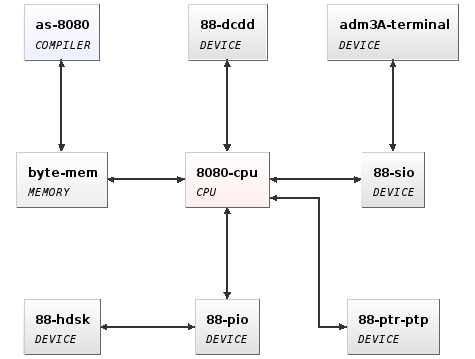 as-8080
COMPILER
88-dcdd
DEVICE
adm3A-terminal
DEVICE
byte-mem
MEMORY
8080-cpu
CPU
88-sio
DEVICE
88-hdsk
DEVICE
88-pio
DEVICE
88-ptr-ptp
DEVICE